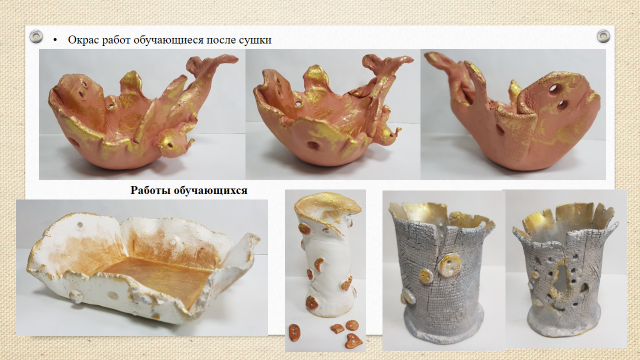 • Окрас работ обучающиеся после сушки
Работы обучающихся